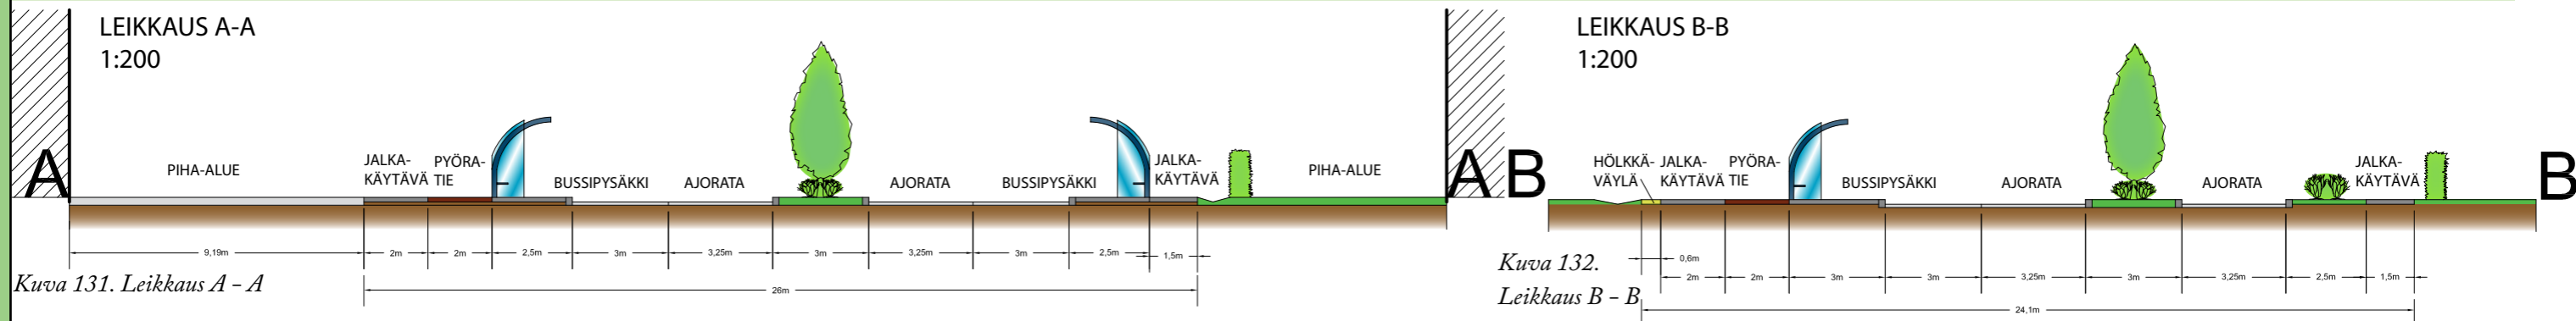 LEIKKAUS A-A
1:200
A
PIHA-ALUE
JALKA-
KÄYTÄVÄ
PYÖRA-
TIE
BUSSIPYSÄKKI
AJORATA
AJORATA
BUSSIPYSÄKKI
JALKA-
KÄYTÄVÄ
PIHA-ALUE
A
9,19m
2m
2m
2,5m
3m
3,25m
3m
3,25m
3m
2,5m
1,5m
26m
Kuva 131. Leikkaus A – A
LEIKKAUS B-B
1:200
B
HÖLKKÄ-
VÄYLÄ
JALKA-
KÄYTÄVÄ
PYÖRA-
TIE
BUSSIPYSÄKKI
AJORATA
AJORATA
JALKA-
KÄYTÄVÄ
B
0,6m
2m
2m
3m
3m
3,25m
3m
3,25m
2,5m
1,5m
24,1m
Kuva 132.
Leikkaus B – B